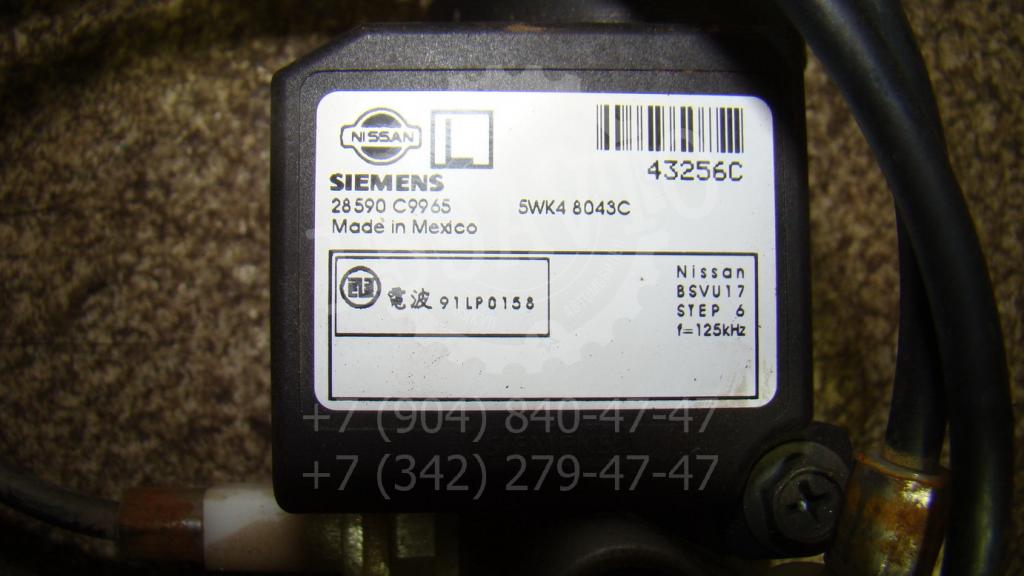 NISSAN
L
SIEMENS
28590 C9965 5WK4 8043C
Made in Mexico
43256C
電波 91LP0158
Nissan
BSVU17
STEP 6
f=125kHz
+7 (904) 840-47-47
+7 (342) 279-47-47